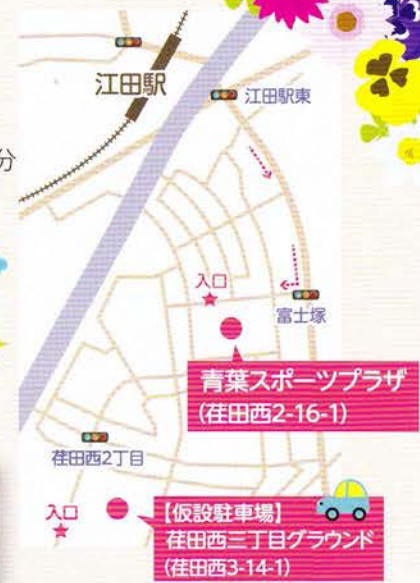 江田駅
江田駅東
分
入口
富士塚
青葉スポーツプラザ
(荏田西2-16-1)
荏田西2丁目
入口
【仮設駐車場】
荏田西三丁目グラウンド
(荏田西3-14-1)